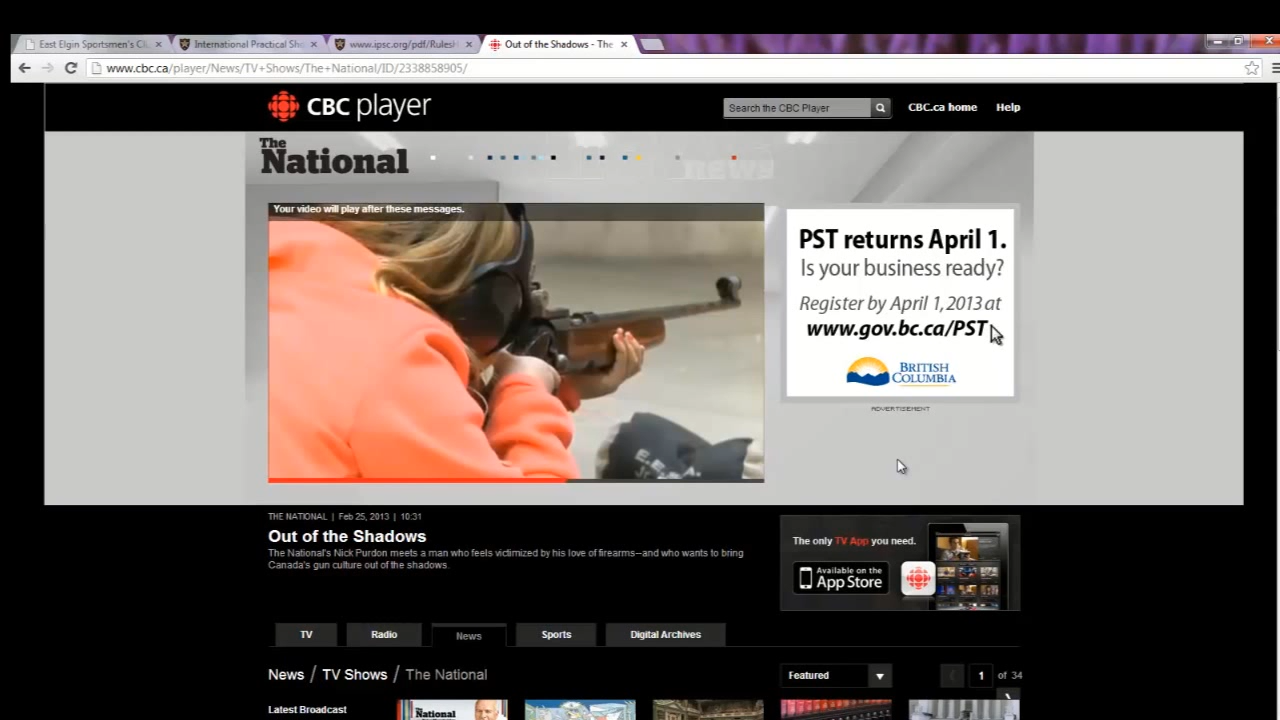 East Elgin Sportsmen's Cl
International Practical Sho
www.ipsc.org/pdf/Rules
Out of the Shadows - The
www.cbc.ca/player/News/TV+Shows/The+National/ID/2338858905/
CBC player
Search the CBC Player
CBC.ca home
Help
The
National
news
Your video will play after these messages.
PST returns April 1.
Is your business ready?
Register by April 1, 2013 at
www.gov.bc.ca/PST
BRITISH
COLUMBIA
ADVERTISEMENT
THE NATIONAL | Feb 25, 2013 | 10:31
Out of the Shadows
The National's Nick Purdon meets a man who feels victimized by his love of firearms—and who wants to bring
Canada's gun culture out of the shadows.
The only TV App you need.
Available on the
App Store
TV
Radio
News
Sports
Digital Archives
News / TV Shows / The National
Featured
1 of 34
Latest Broadcast
The
National